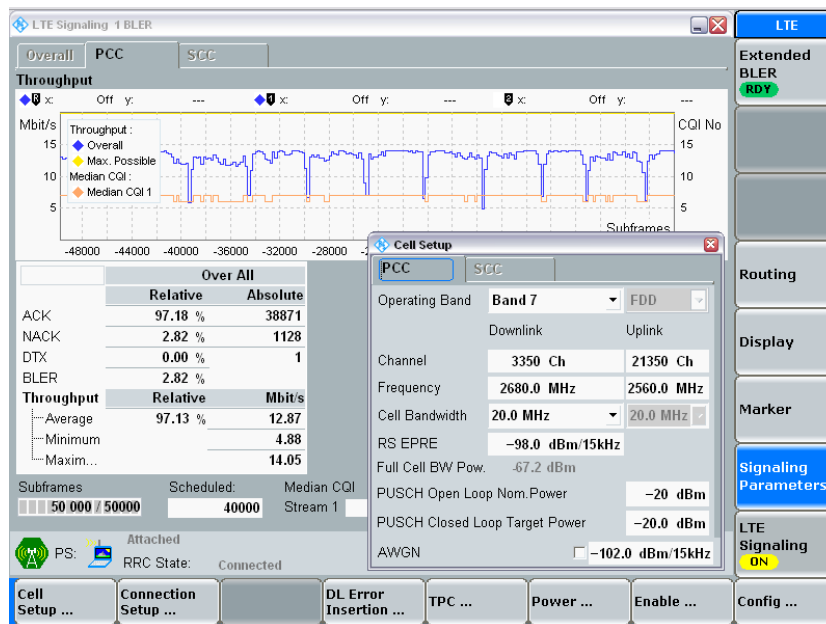 LTE Signaling 1 BLER
LTE
Overall PCC SCC
Extended
BLER
RDY
Throughput
R x: Off y: --- 1 x: Off y: --- 2 x: Off y: ---
Mbit/s
CQI No
Throughput :
Overall
Max. Possible
Median CQI :
Median CQI 1
15
10
5
15
10
5
Subframes
-48000 -44000 -40000 -36000 -32000 -28000
Over All
Relative Absolute
ACK 97.18 % 38871
NACK 2.82 % 1128
DTX 0.00 % 1
BLER 2.82 %
Throughput Relative Mbit/s
Average 97.13 % 12.87
Minimum 4.88
Maxim... 14.05
Subframes Scheduled: Median CQI
50 000 / 50000 40000 Stream 1
PS: Attached
RRC State: Connected
Cell Setup
PCC SCC
Operating Band Band 7 FDD
Downlink Uplink
Channel 3350 Ch 21350 Ch
Frequency 2680.0 MHz 2560.0 MHz
Cell Bandwidth 20.0 MHz 20.0 MHz
RS EPRE −98.0 dBm/15kHz
Full Cell BW Pow. -67.2 dBm
PUSCH Open Loop Nom.Power −20 dBm
PUSCH Closed Loop Target Power −20.0 dBm
AWGN −102.0 dBm/15kHz
Routing
Display
Marker
Signaling
Parameters
LTE
Signaling
ON
Cell
Setup ...
Connection
Setup ...
DL Error
Insertion ...
TPC ...
Power ...
Enable ...
Config ...